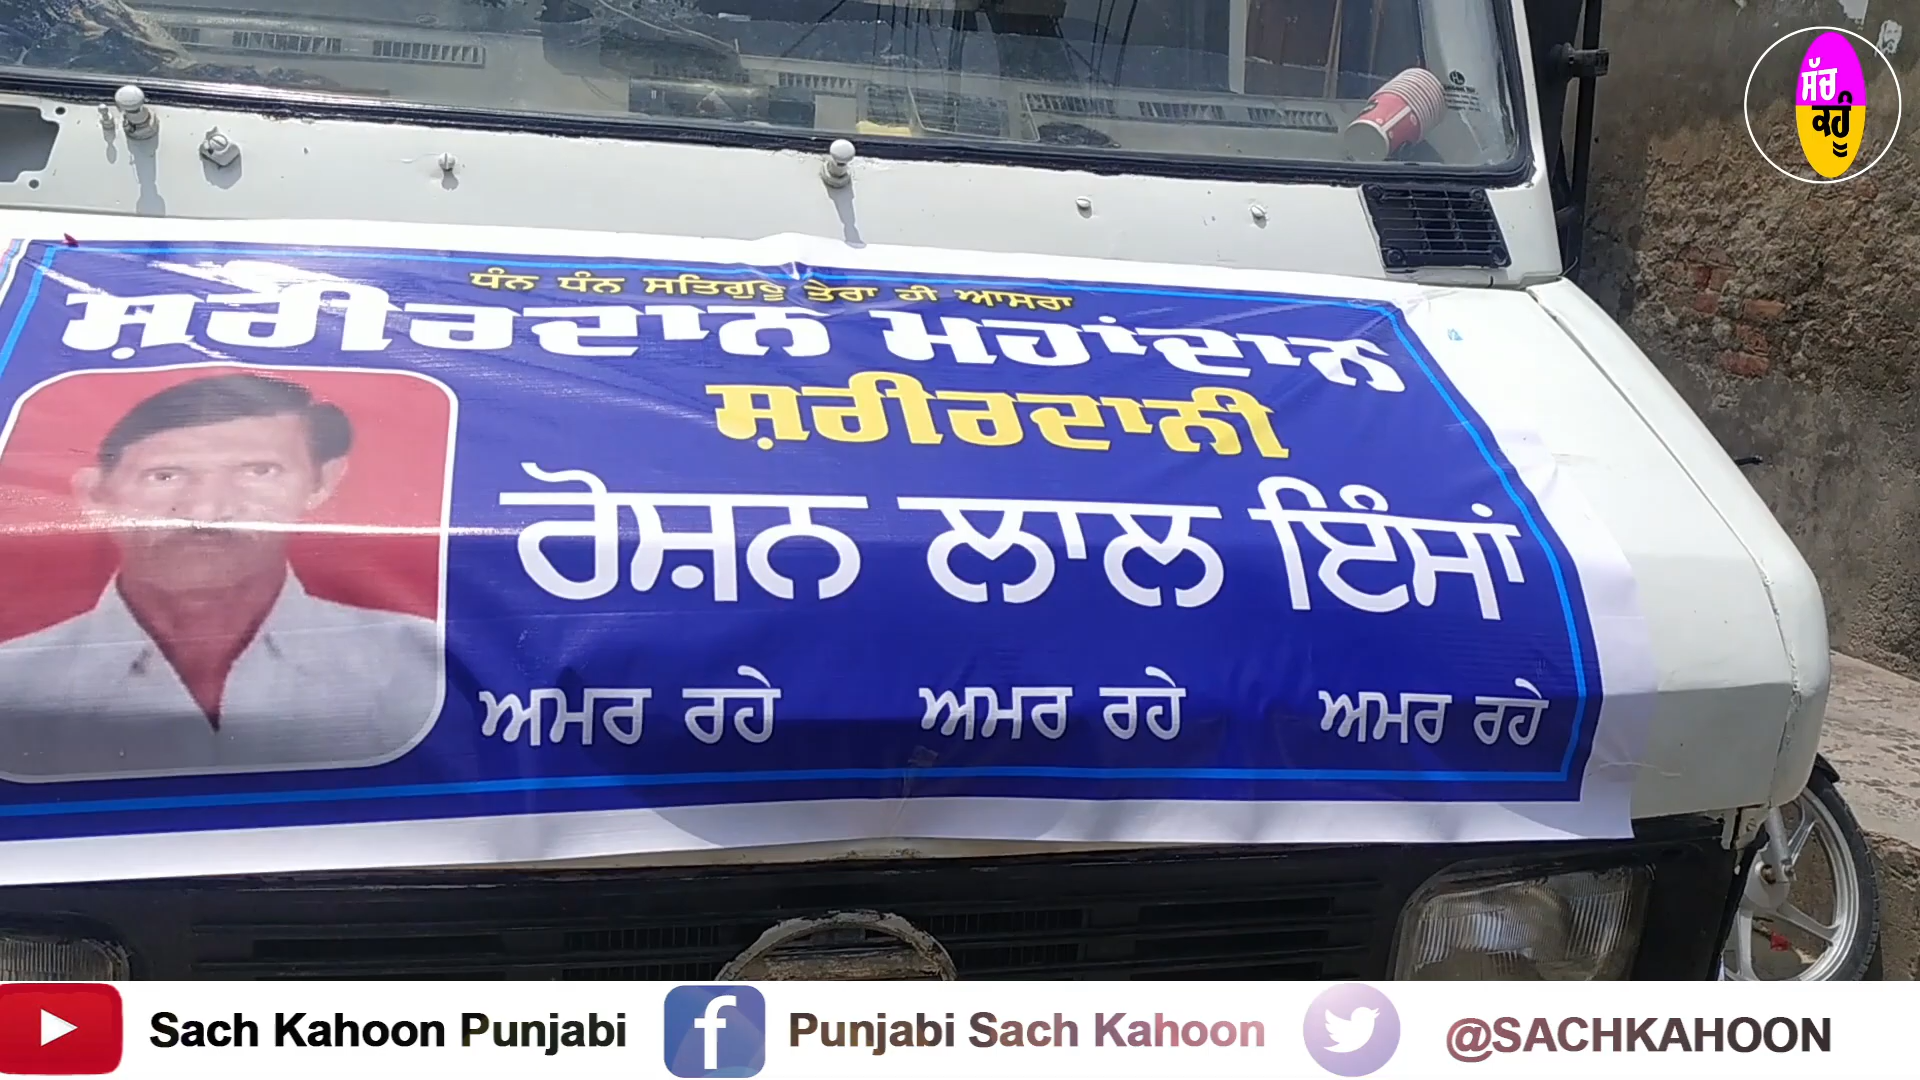 ਸੱਚ
ਕਹੂੰ
ਧੰਨ ਧੰਨ ਸਤਿਗੁਰੂ ਤੇਰਾ ਹੀ ਆਸਰਾ
ਸ਼ਰੀਰਦਾਨ ਮਹਾਂਦਾਨ
ਸ਼ਰੀਰਦਾਨੀ
ਰੋਸ਼ਨ ਲਾਲ ਇੰਸਾਂ
ਅਮਰ ਰਹੇ ਅਮਰ ਰਹੇ ਅਮਰ ਰਹੇ
Sach Kahoon Punjabi Punjabi Sach Kahoon @SACHKAHOON